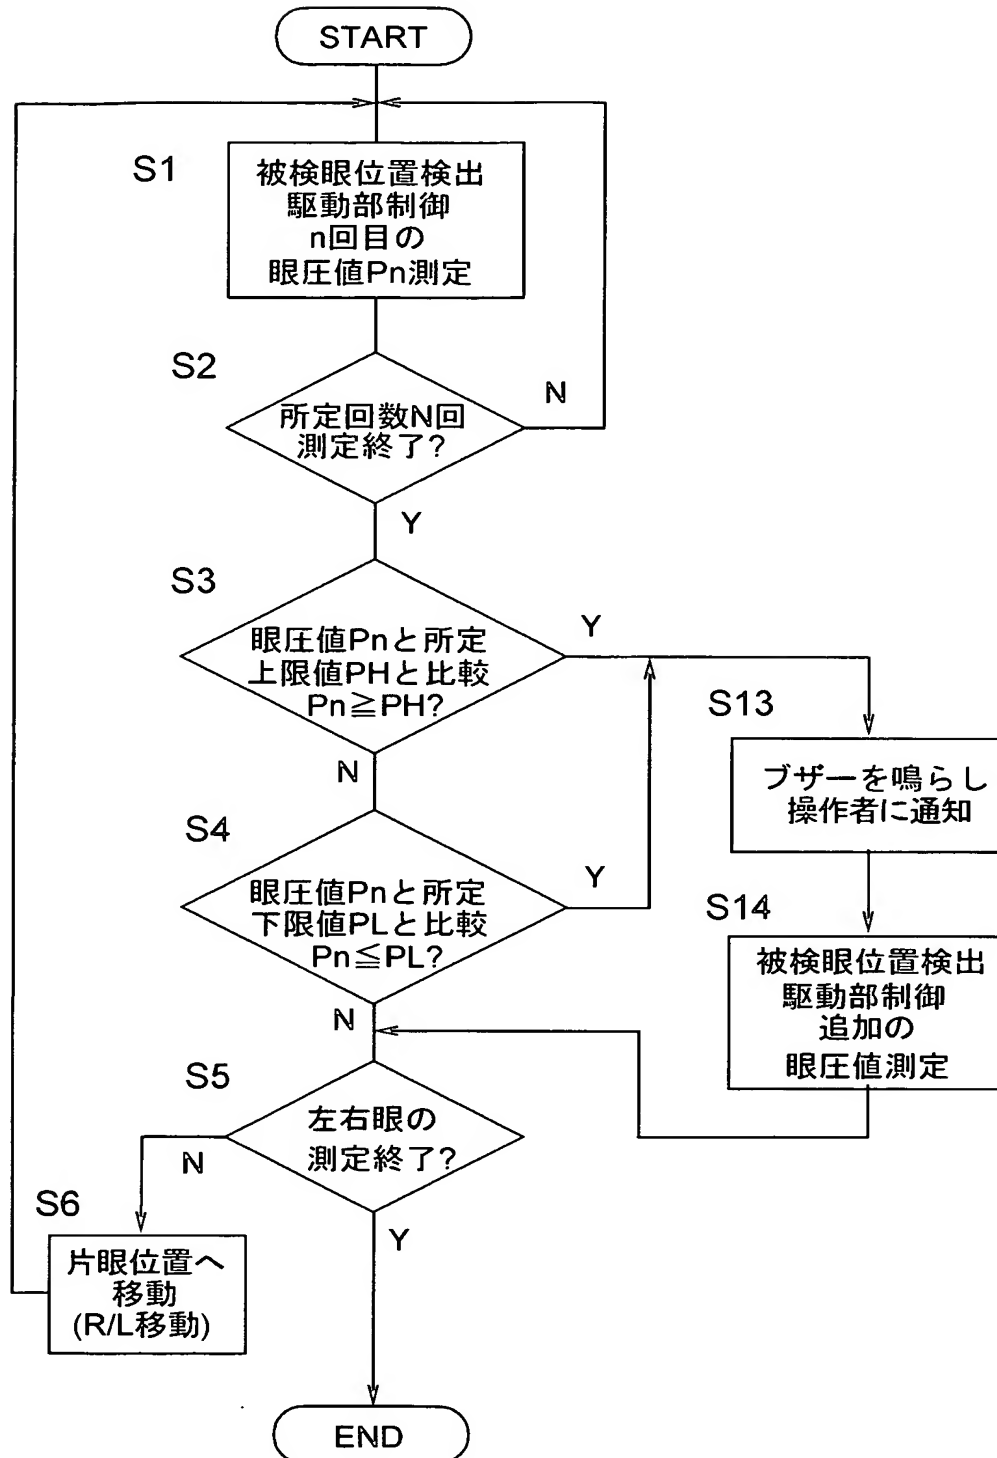 START
S1
被検眼位置検出
駆動部制御
n回目の
眼圧値Pn測定
S2
所定回数N回
測定終了?
N
Y
S3
眼圧値Pnと所定
上限値PHと比較
Pn≧PH?
Y
N
S13
ブザーを鳴らし
操作者に通知
S4
眼圧値Pnと所定
下限値PLと比較
Pn≦PL?
Y
N
S14
被検眼位置検出
駆動部制御
追加の
眼圧値測定
S5
左右眼の
測定終了?
N
Y
S6
片眼位置へ
移動
(R/L移動)
END